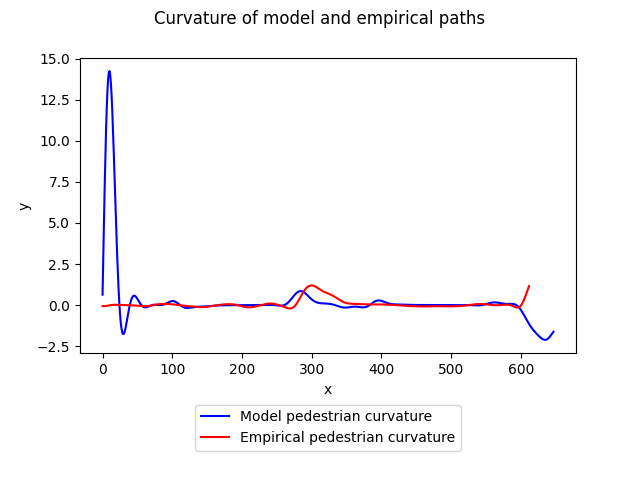 Curvature of model and empirical paths
15.0
12.5
10.0
7.5
5.0
2.5
0.0
−2.5
y
0 100 200 300 400 500 600
x
Model pedestrian curvature
Empirical pedestrian curvature